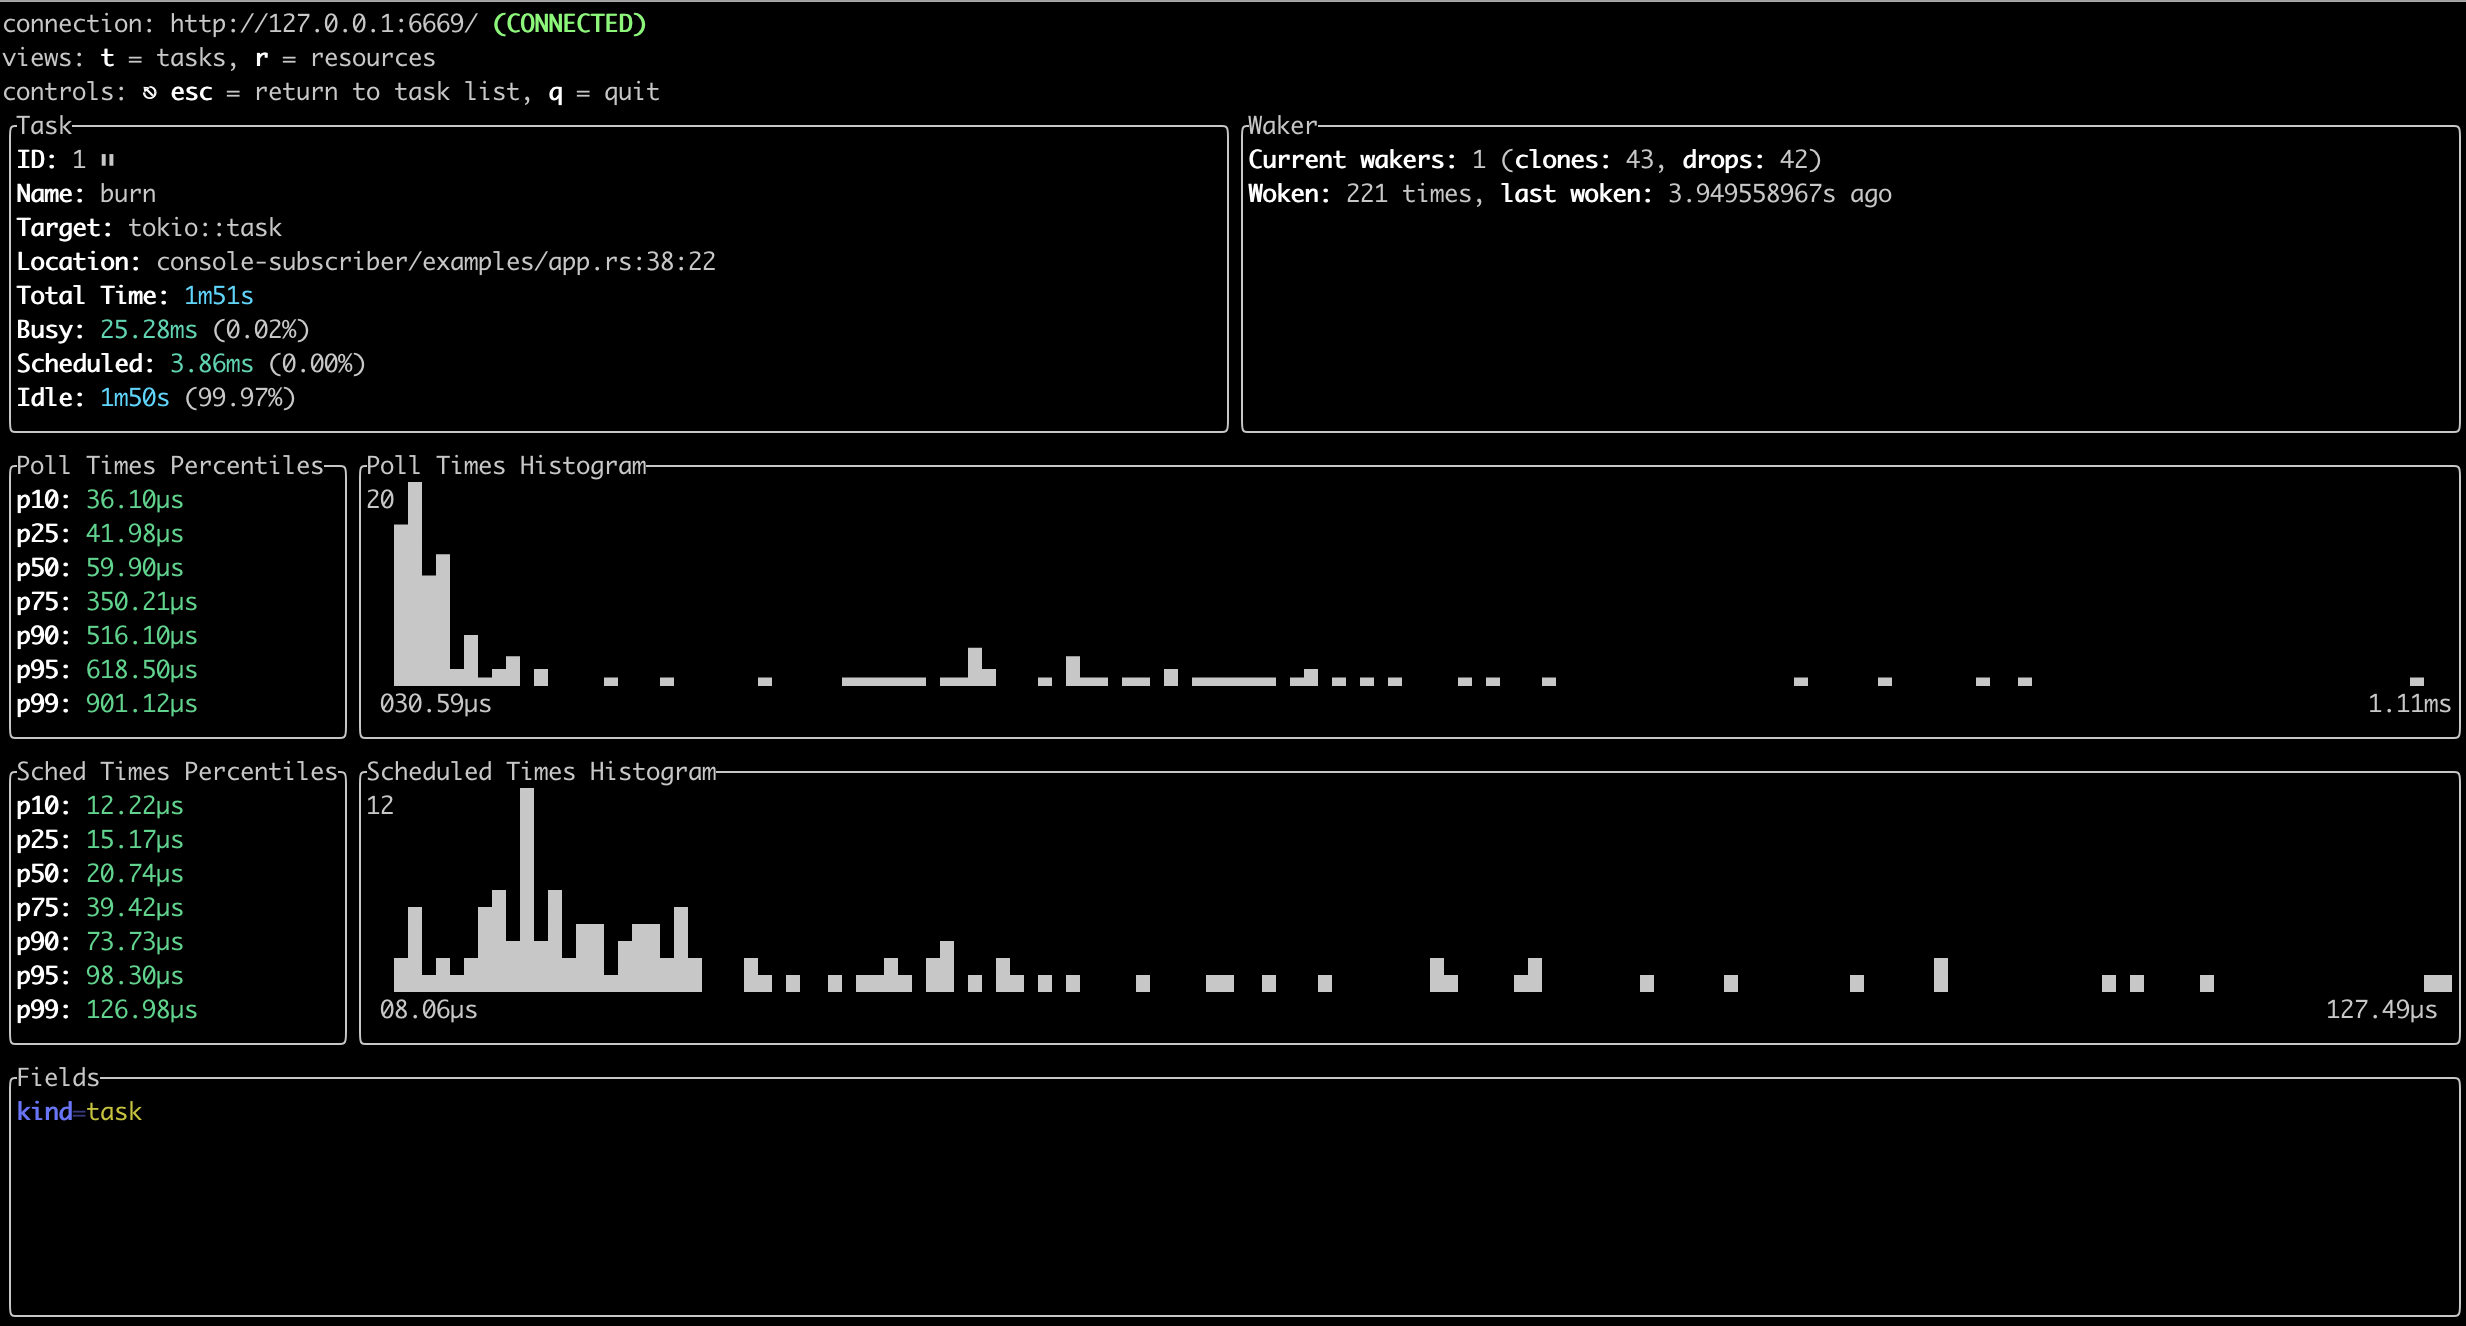 connection: http://127.0.0.1:6669/ (CONNECTED)
views: t = tasks, r = resources
controls: ⎋ esc = return to task list, q = quit
Task
ID: 1 ⏸
Name: burn
Target: tokio::task
Location: console-subscriber/examples/app.rs:38:22
Total Time: 1m51s
Busy: 25.28ms (0.02%)
Scheduled: 3.86ms (0.00%)
Idle: 1m50s (99.97%)
Waker
Current wakers: 1 (clones: 43, drops: 42)
Woken: 221 times, last woken: 3.949558967s ago
Poll Times Percentiles
p10: 36.10µs
p25: 41.98µs
p50: 59.90µs
p75: 350.21µs
p90: 516.10µs
p95: 618.50µs
p99: 901.12µs
Poll Times Histogram
20
030.59µs 1.11ms
Sched Times Percentiles
p10: 12.22µs
p25: 15.17µs
p50: 20.74µs
p75: 39.42µs
p90: 73.73µs
p95: 98.30µs
p99: 126.98µs
Scheduled Times Histogram
12
08.06µs 127.49µs
Fields
kind=task